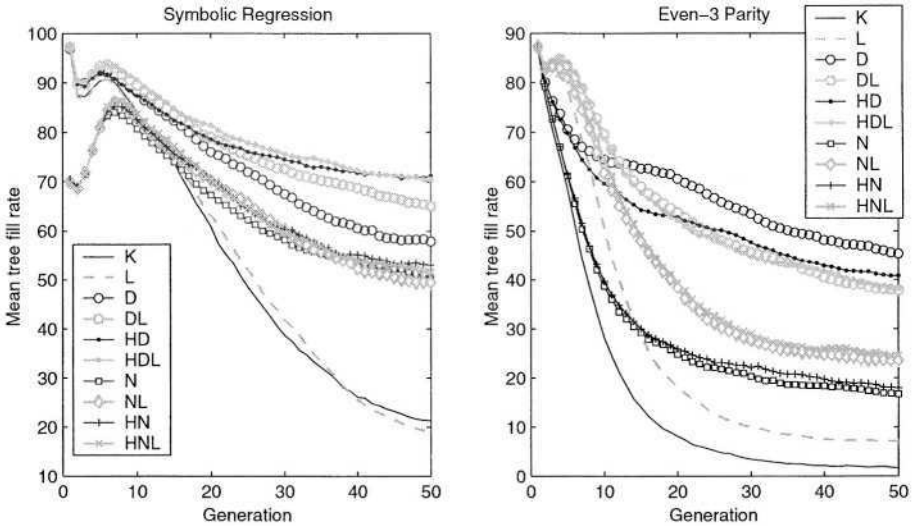 Symbolic Regression
Mean tree fill rate
100
90
80
70
60
50
40
30
20
10
K
L
D
DL
HD
HDL
N
NL
HN
HNL
0
10
20
30
40
50
Generation
Even-3 Parity
Mean tree fill rate
90
80
70
60
50
40
30
20
10
0
K
L
D
DL
HD
HDL
N
NL
HN
HNL
0
10
20
30
40
50
Generation